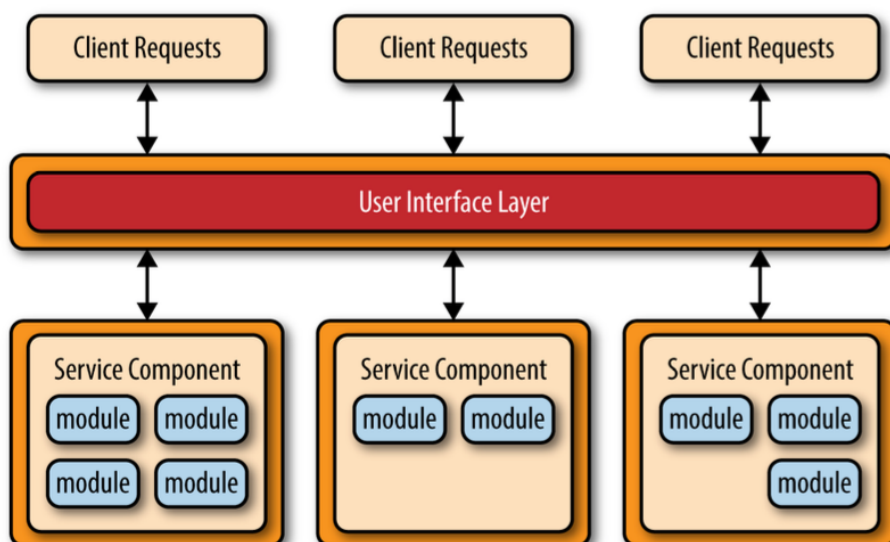 Client Requests
Client Requests
Client Requests
User Interface Layer
Service Component
module module
module module
Service Component
module module
Service Component
module module
module